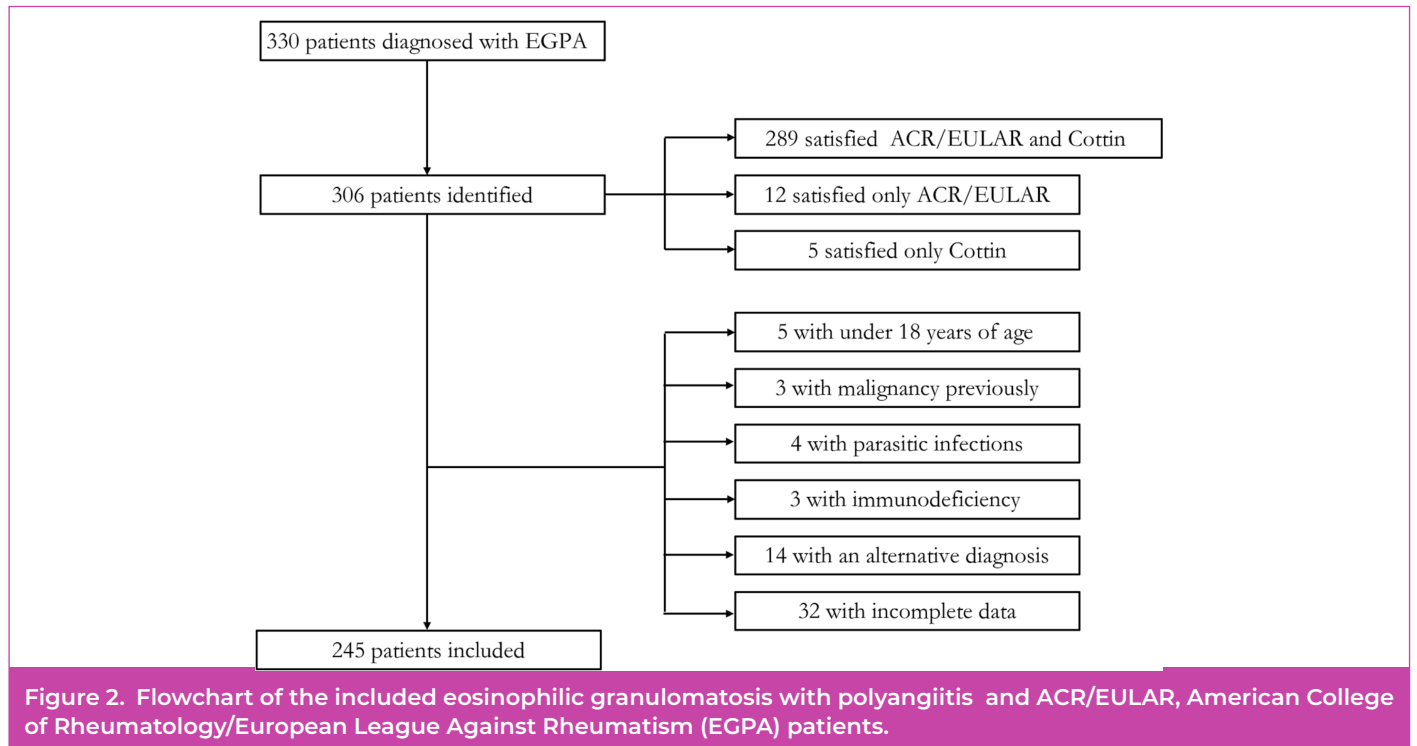 330 patients diagnosed with EGPA
289 satisfied ACR/EULAR and Cottin
306 patients identified
12 satisfied only ACR/EULAR
5 satisfied only Cottin
5 with under 18 years of age
3 with malignancy previously
4 with parasitic infections
3 with immunodeficiency
14 with an alternative diagnosis
32 with incomplete data
245 patients included
Figure 2. Flowchart of the included eosinophilic granulomatosis with polyangiitis and ACR/EULAR, American College
of Rheumatology/European League Against Rheumatism (EGPA) patients.